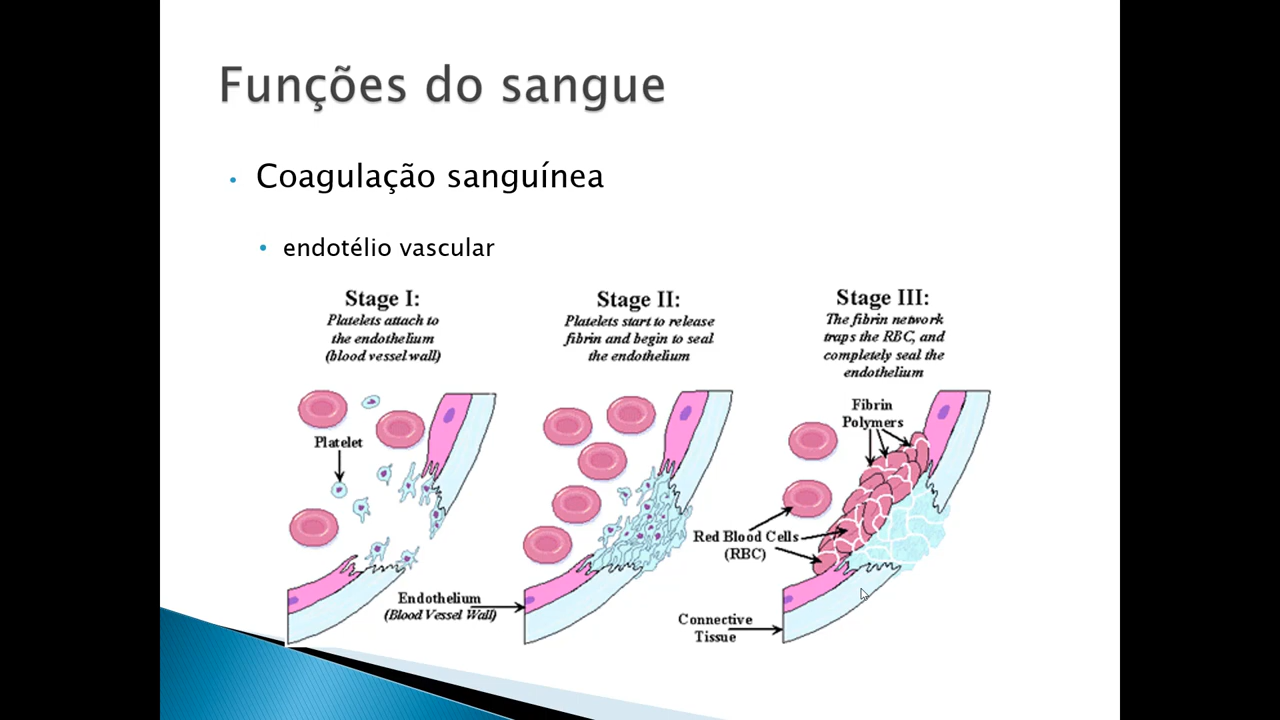 Funções do sangue
• Coagulação sanguínea
• endotélio vascular
Stage I:
Platelets attach to
the endothelium
(blood vessel wall)
Stage II:
Platelets start to release
fibrin and begin to seal
the endothelium
Stage III:
The fibrin network
traps the RBC, and
completely seal the
endothelium
Platelet
Fibrin
Polymers
Red Blood Cells
(RBC)
Endothelium
(Blood Vessel Wall)
Connective
Tissue